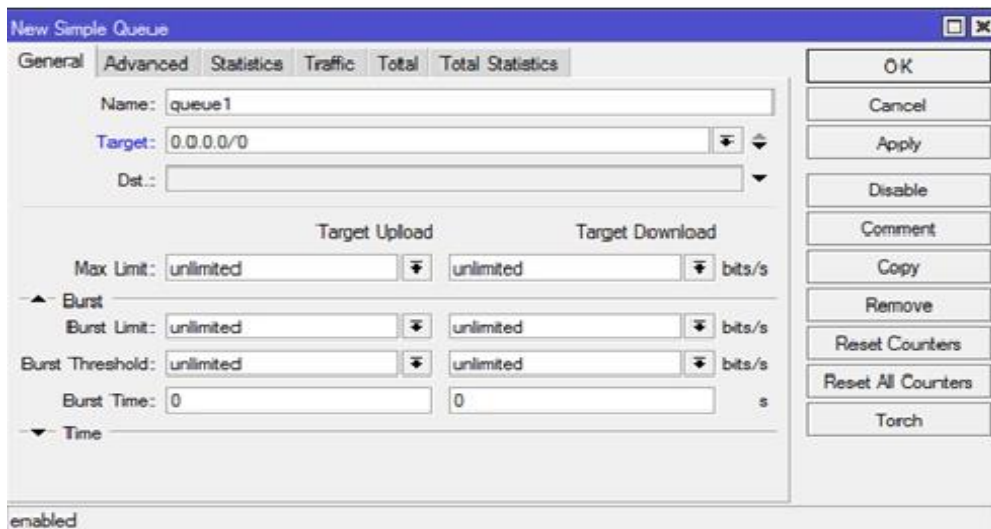 New Simple Queue
General Advanced Statistics Traffic Total Total Statistics
Name: queue1
Target: 0.0.0.0/0
Dst.:
Target Upload Target Download
Max Limit: unlimited unlimited bits/s
Burst
Burst Limit: unlimited unlimited bits/s
Burst Threshold: unlimited unlimited bits/s
Burst Time: 0 0 s
Time
enabled
OK
Cancel
Apply
Disable
Comment
Copy
Remove
Reset Counters
Reset All Counters
Torch